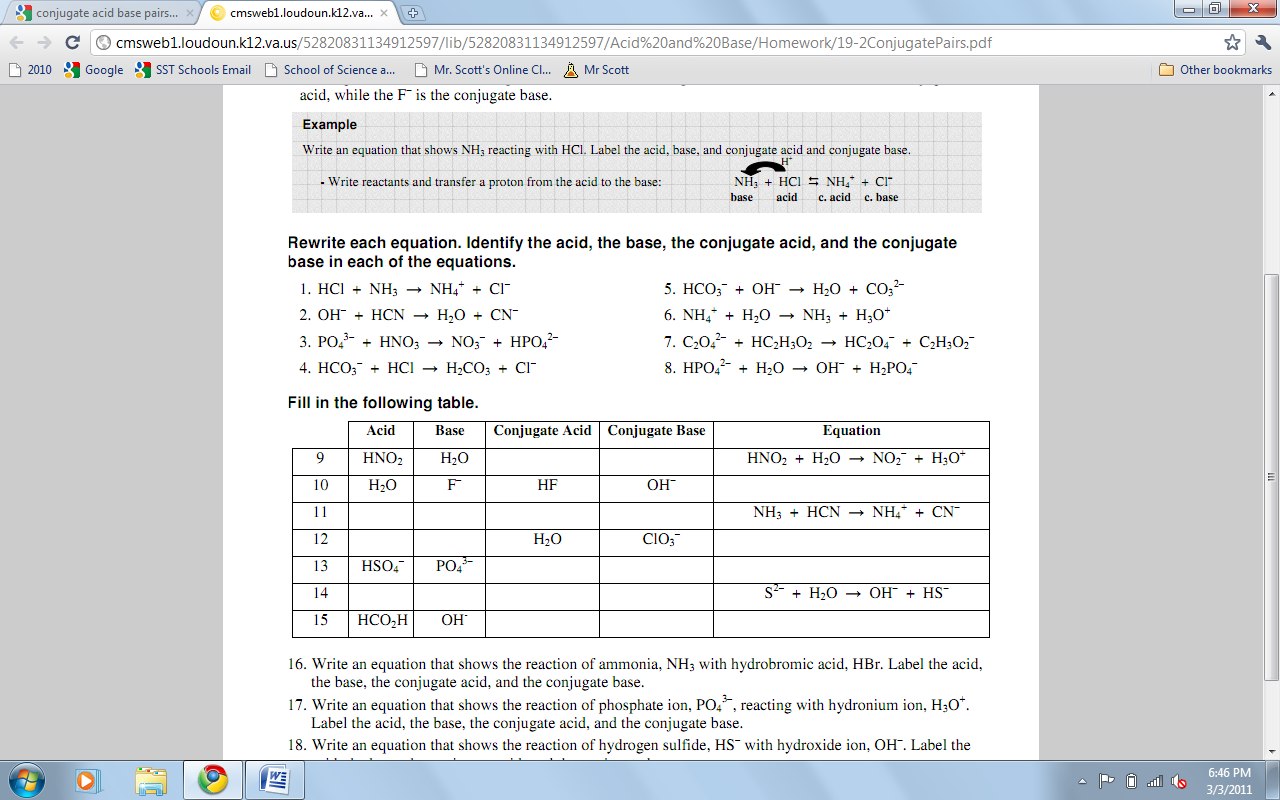 conjugate acid base pairs...
cmsweb1.loudoun.k12.va...
cmsweb1.loudoun.k12.va.us/52820831134912597/lib/52820831134912597/Acid%20and%20Base/Homework/19-2ConjugatePairs.pdf
2010 Google SST Schools Email School of Science a... Mr. Scott's Online Cl... Mr Scott Other bookmarks
acid, while the F⁻ is the conjugate base.
Example
Write an equation that shows NH₃ reacting with HCl. Label the acid, base, and conjugate acid and conjugate base.
H⁺
- Write reactants and transfer a proton from the acid to the base: NH₃ + HCl ⇆ NH₄⁺ + Cl⁻
base acid c. acid c. base
Rewrite each equation. Identify the acid, the base, the conjugate acid, and the conjugate
base in each of the equations.
1. HCl + NH₃ → NH₄⁺ + Cl⁻
2. OH⁻ + HCN → H₂O + CN⁻
3. PO₄³⁻ + HNO₃ → NO₃⁻ + HPO₄²⁻
4. HCO₃⁻ + HCl → H₂CO₃ + Cl⁻
5. HCO₃⁻ + OH⁻ → H₂O + CO₃²⁻
6. NH₄⁺ + H₂O → NH₃ + H₃O⁺
7. C₂O₄²⁻ + HC₂H₃O₂ → HC₂O₄⁻ + C₂H₃O₂⁻
8. HPO₄²⁻ + H₂O → OH⁻ + H₂PO₄⁻
Fill in the following table.
Acid Base Conjugate Acid Conjugate Base Equation
9 HNO₂ H₂O HNO₂ + H₂O → NO₂⁻ + H₃O⁺
10 H₂O F⁻ HF OH⁻
11 NH₃ + HCN → NH₄⁺ + CN⁻
12 H₂O ClO₃⁻
13 HSO₄⁻ PO₄³⁻
14 S²⁻ + H₂O → OH⁻ + HS⁻
15 HCO₂H OH⁻
16. Write an equation that shows the reaction of ammonia, NH₃ with hydrobromic acid, HBr. Label the acid,
the base, the conjugate acid, and the conjugate base.
17. Write an equation that shows the reaction of phosphate ion, PO₄³⁻, reacting with hydronium ion, H₃O⁺.
Label the acid, the base, the conjugate acid, and the conjugate base.
18. Write an equation that shows the reaction of hydrogen sulfide, HS⁻ with hydroxide ion, OH⁻. Label the
6:46 PM
3/3/2011